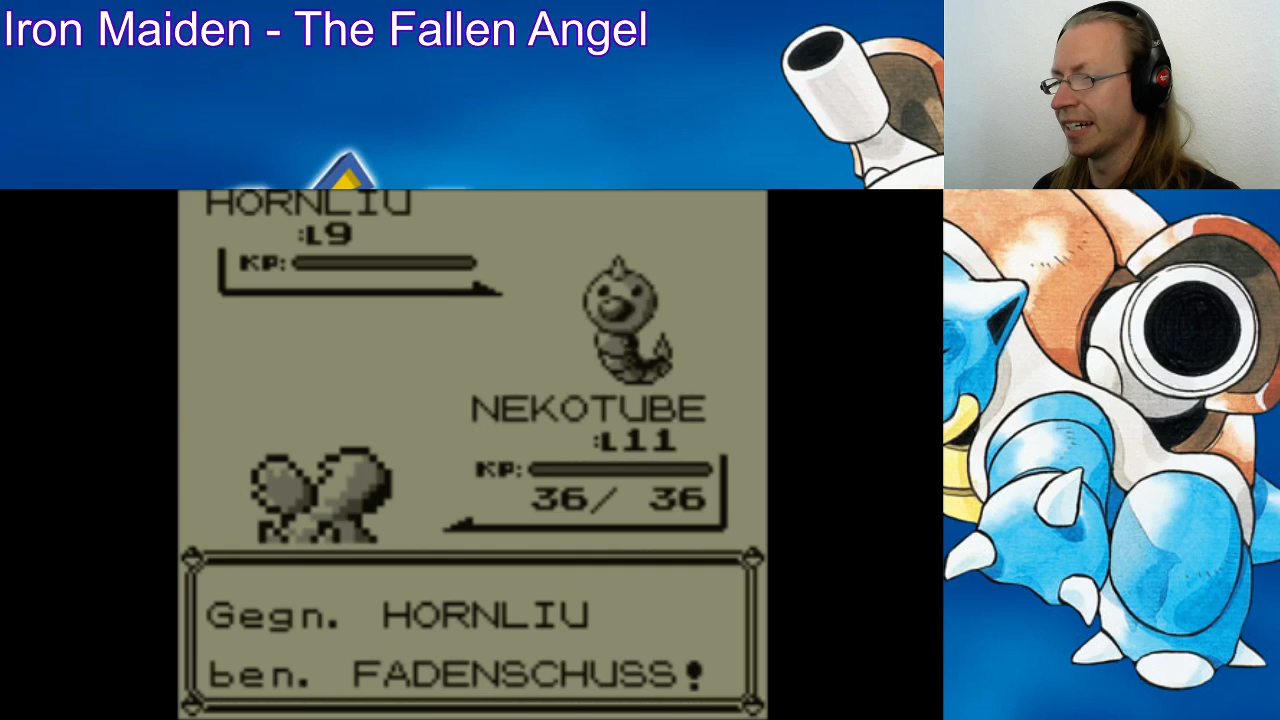 Iron Maiden - The Fallen Angel
HORNLIU
:L9
KP:
NEKOTUBE
:L11
KP:
36/ 36
Gegn. HORNLIU
ben. FADENSCHUSS!